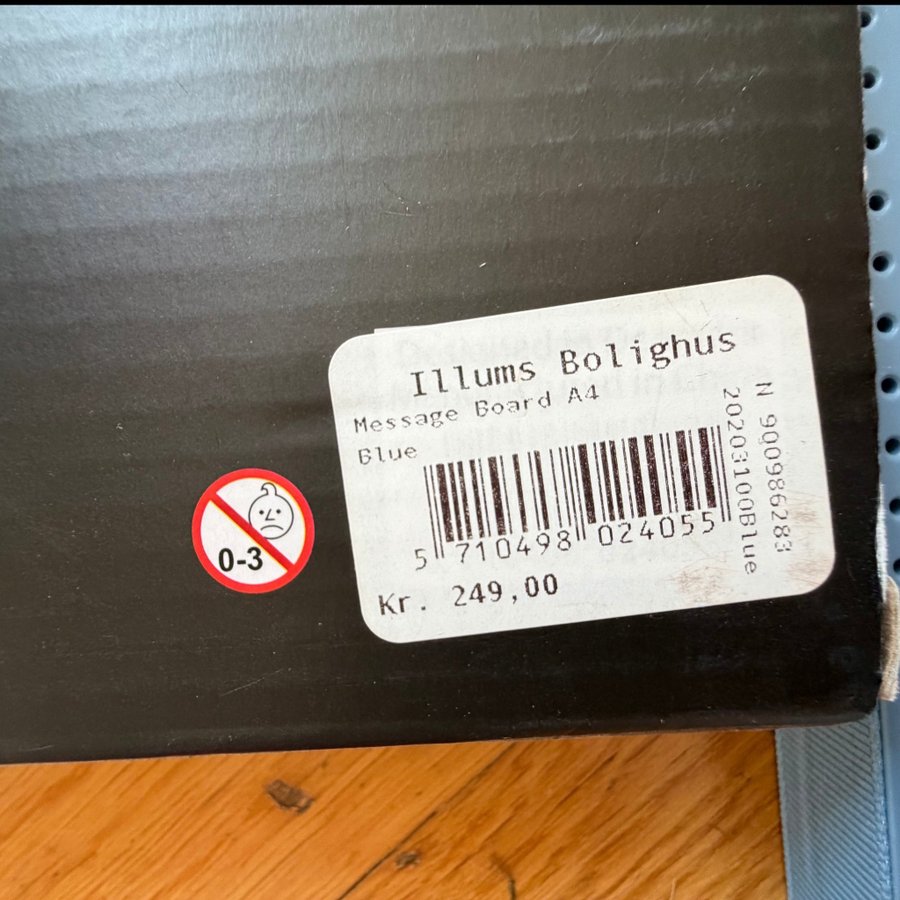 Illums Bolighus
Message Board A4
Blue
5 710498 024055
Kr. 249,00
20203100Blue
N 900986283
0-3